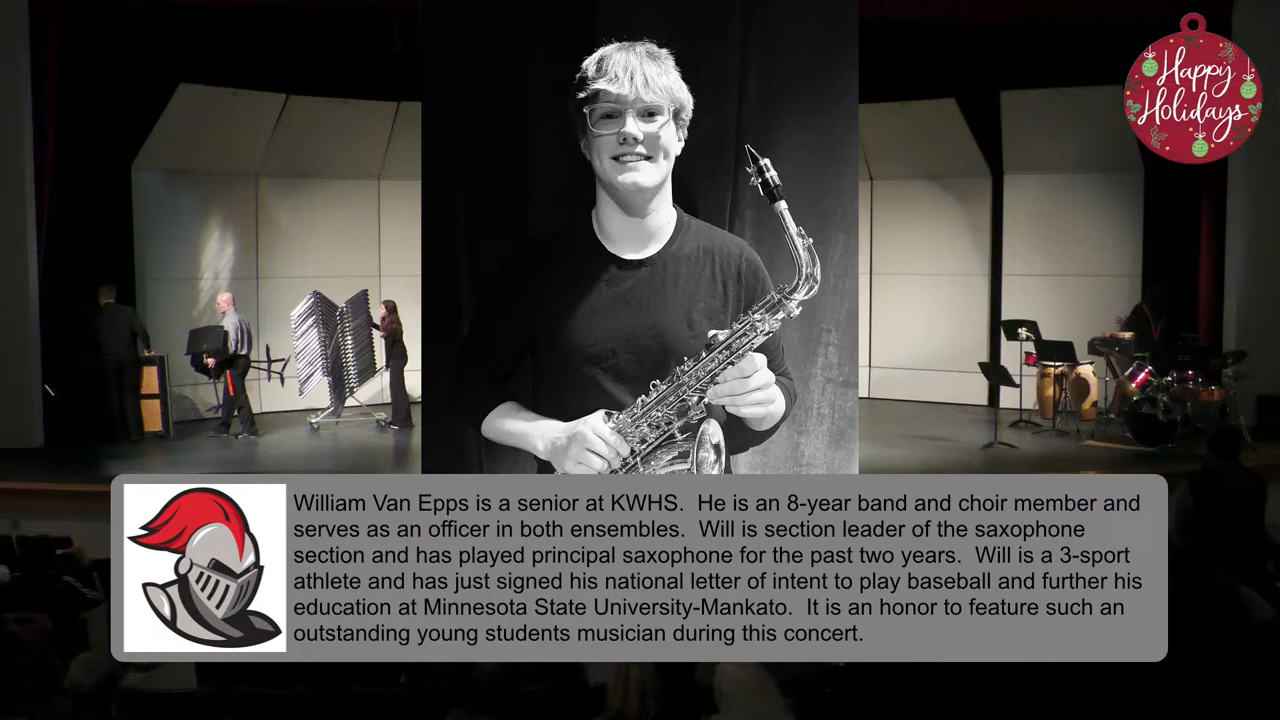 Happy
Holidays
William Van Epps is a senior at KWHS.  He is an 8-year band and choir member and
serves as an officer in both ensembles.  Will is section leader of the saxophone
section and has played principal saxophone for the past two years.  Will is a 3-sport
athlete and has just signed his national letter of intent to play baseball and further his
education at Minnesota State University-Mankato.  It is an honor to feature such an
outstanding young students musician during this concert.